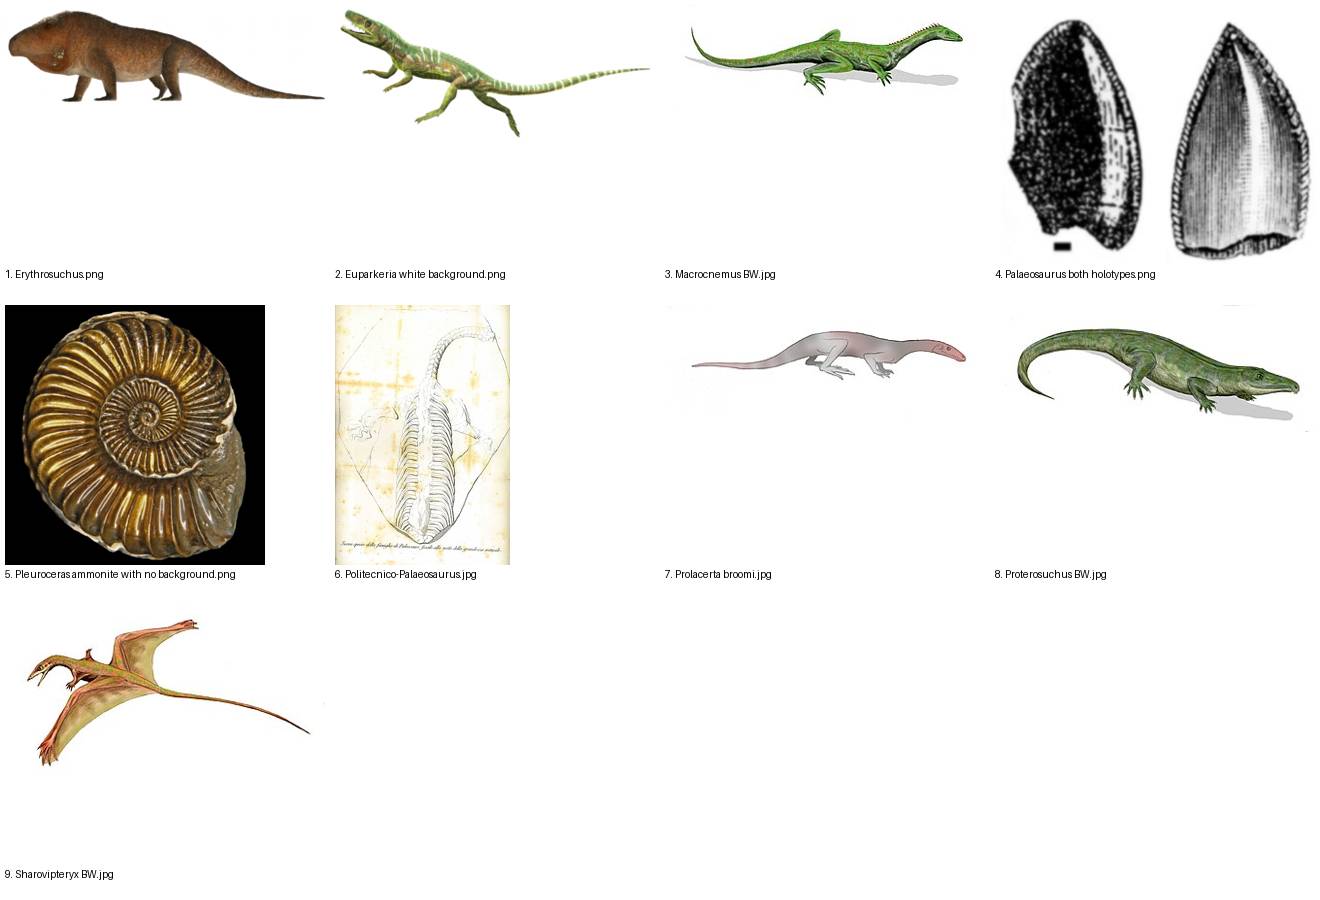 1. Erythrosuchus.png
2. Euparkeria white background.png
3. Macrocnemus BW.jpg
4. Palaeosaurus both holotypes.png
5. Pleuroceras ammonite with no background.png
6. Politecnico-Palaeosaurus.jpg
7. Prolacerta broomi.jpg
8. Proterosuchus BW.jpg
9. Sharovipteryx BW.jpg